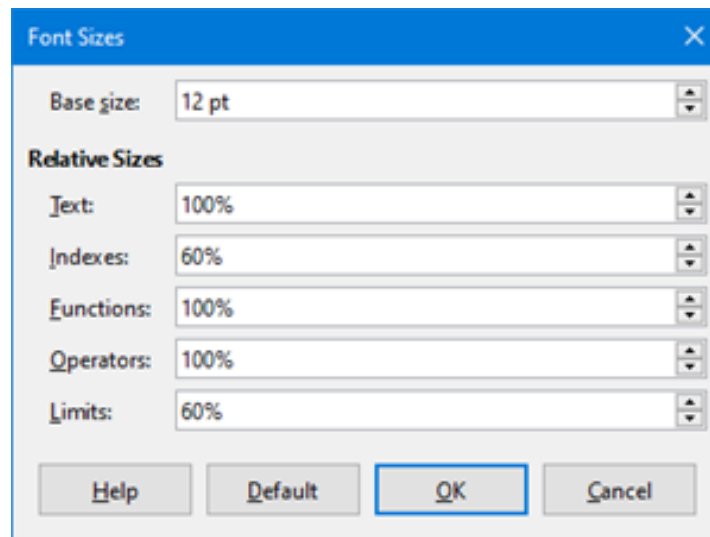 Font Sizes
Base size: 12 pt
Relative Sizes
Text: 100%
Indexes: 60%
Functions: 100%
Operators: 100%
Limits: 60%
Help Default OK Cancel